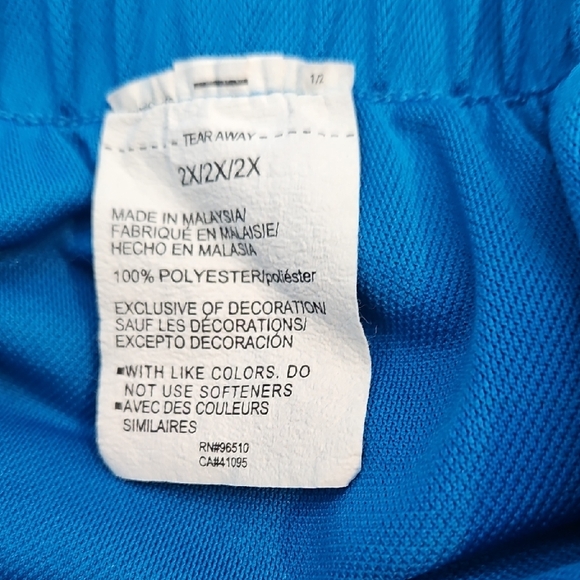 1/2
- TEAR AWAY -
2X/2X/2X
MADE IN MALAYSIA/
FABRIQUÉ EN MALAISIE/
HECHO EN MALASIA
100% POLYESTER/poliéster
EXCLUSIVE OF DECORATION/
SAUF LES DÉCORATIONS/
EXCEPTO DECORACIÓN
▪WITH LIKE COLORS. DO
NOT USE SOFTENERS
▪AVEC DES COULEURS
SIMILAIRES
RN#96510
CA#41095